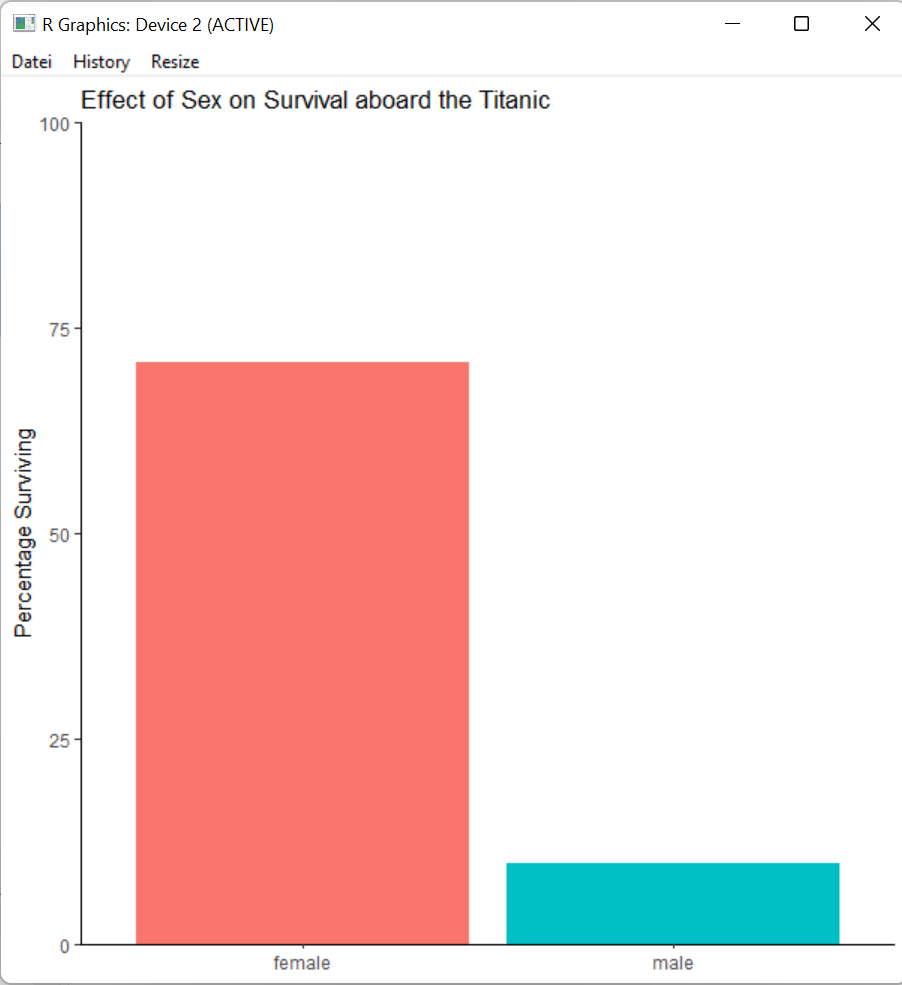 R Graphics: Device 2 (ACTIVE)
Datei History Resize
Effect of Sex on Survival aboard the Titanic
100
75
50
25
0
Percentage Surviving
female male